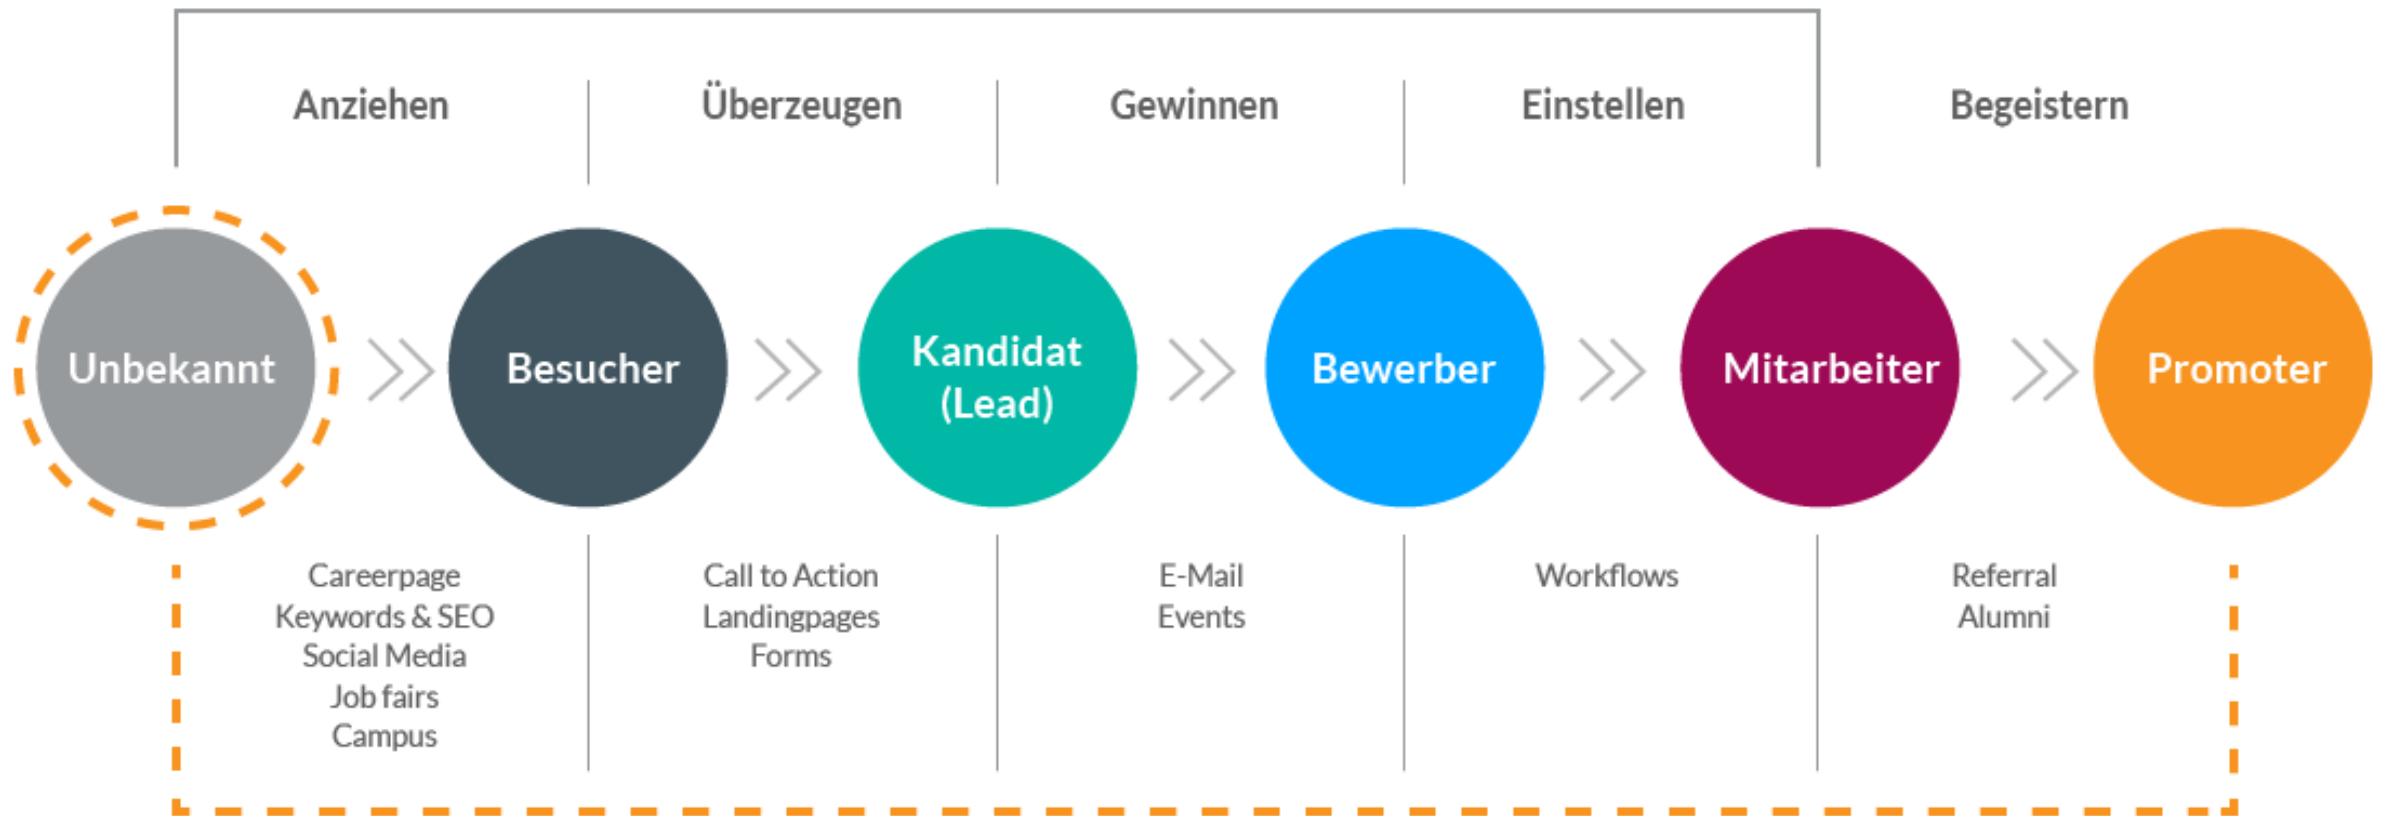 Anziehen
Überzeugen
Gewinnen
Einstellen
Begeistern
Unbekannt
Besucher
Kandidat
(Lead)
Bewerber
Mitarbeiter
Promoter
Careerpage
Keywords & SEO
Social Media
Job fairs
Campus
Call to Action
Landingpages
Forms
E-Mail
Events
Workflows
Referral
Alumni